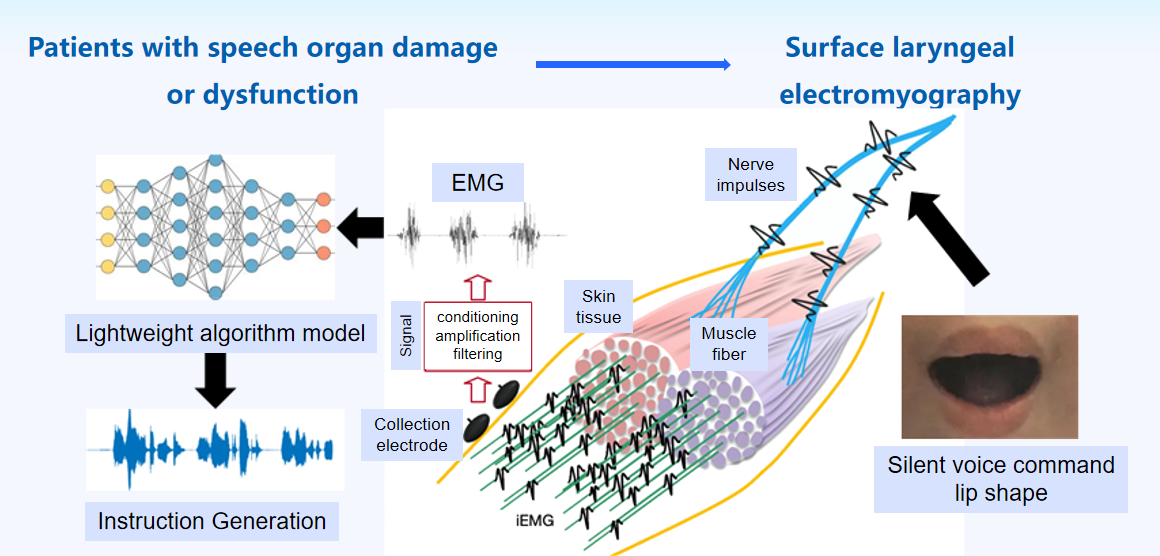 Patients with speech organ damage
or dysfunction
Surface laryngeal
electromyography
EMG
Nerve
impulses
Lightweight algorithm model
Signal
conditioning
amplification
filtering
Skin
tissue
Muscle
fiber
Collection
electrode
iEMG
Silent voice command
lip shape
Instruction Generation